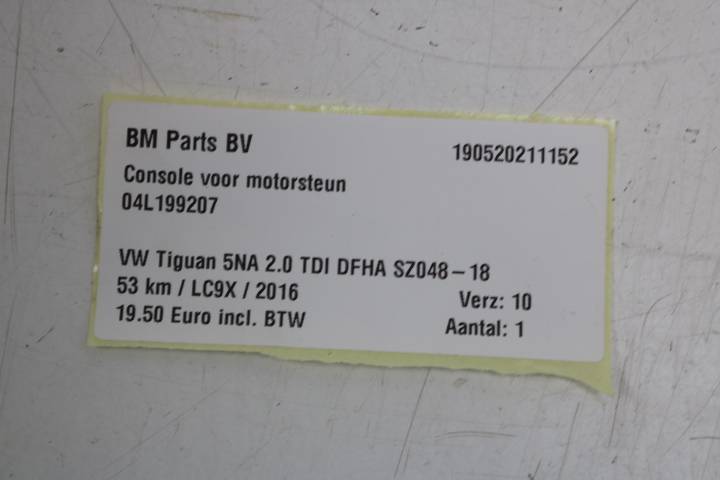 BM Parts BV 190520211152
Console voor motorsteun
04L199207
VW Tiguan 5NA 2.0 TDI DFHA SZ048-18
53 km / LC9X / 2016 Verz: 10
19.50 Euro incl. BTW Aantal: 1